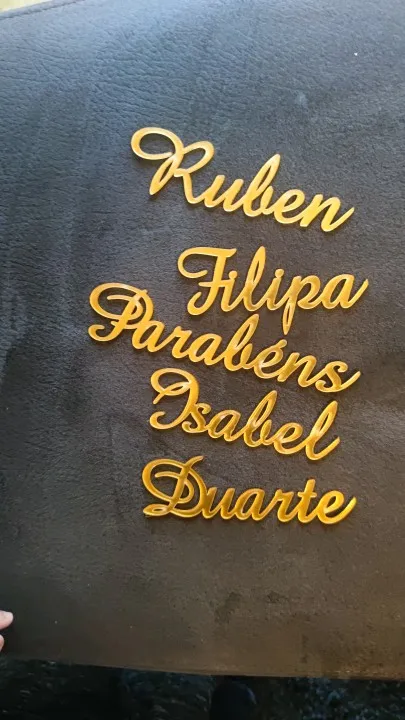 Ruben
Filipa
Parabéns
Isabel
Duarte